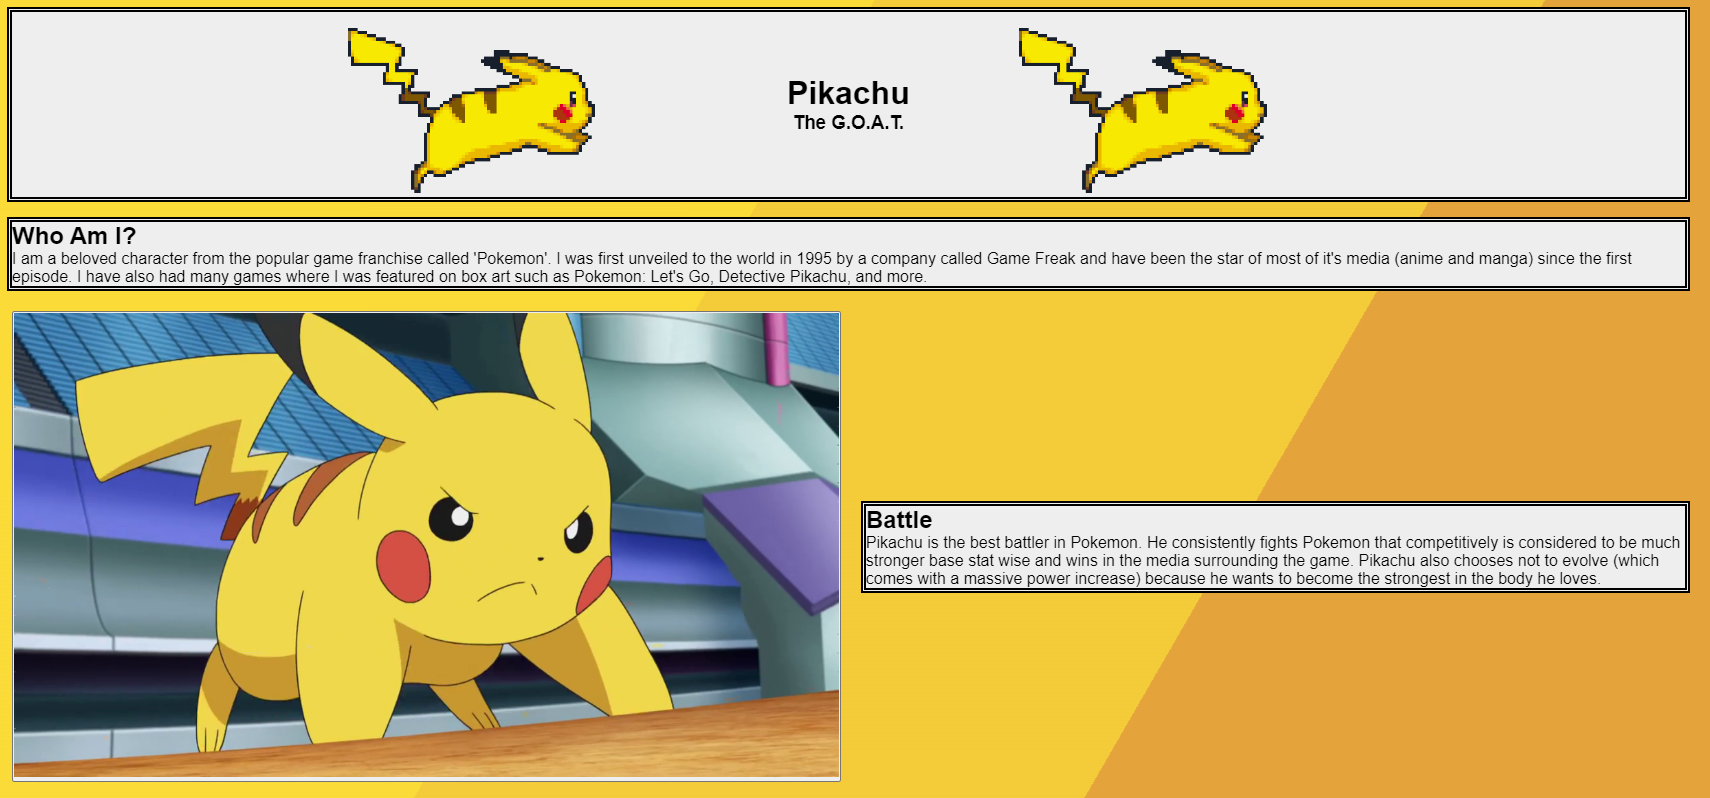 Pikachu
The G.O.A.T.
Who Am I?
I am a beloved character from the popular game franchise called 'Pokemon'. I was first unveiled to the world in 1995 by a company called Game Freak and have been the star of most of it's media (anime and manga) since the first
episode. I have also had many games where I was featured on box art such as Pokemon: Let's Go, Detective Pikachu, and more.
Battle
Pikachu is the best battler in Pokemon. He consistently fights Pokemon that competitively is considered to be much
stronger base stat wise and wins in the media surrounding the game. Pikachu also chooses not to evolve (which
comes with a massive power increase) because he wants to become the strongest in the body he loves.